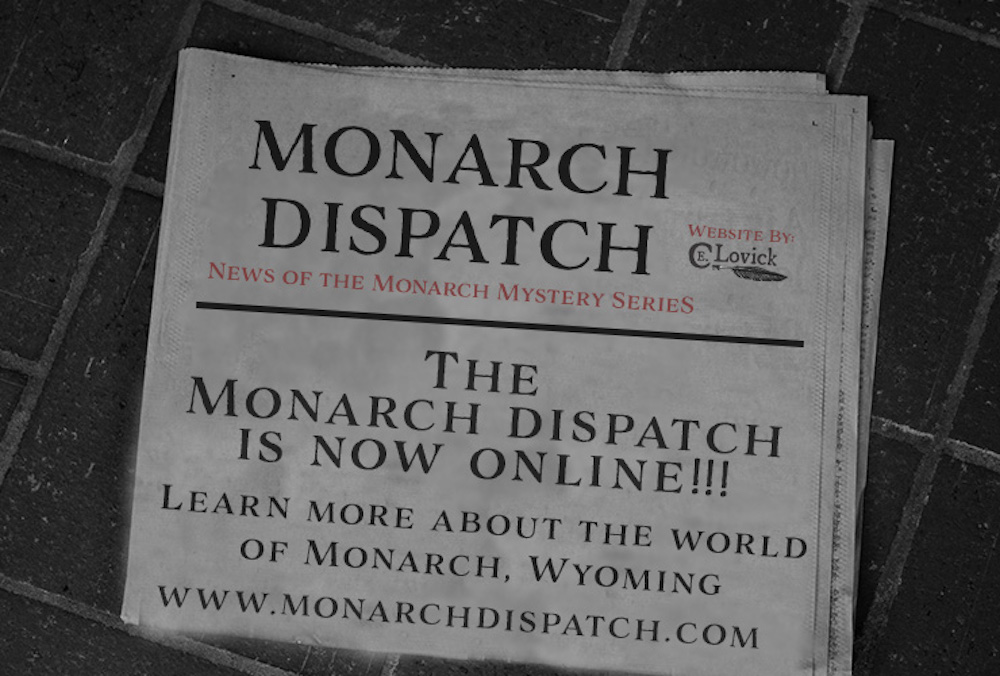 MONARCH
DISPATCH
WEBSITE BY:
C.E. Lovick
NEWS OF THE MONARCH MYSTERY SERIES
THE
MONARCH DISPATCH
IS NOW ONLINE!!!
LEARN MORE ABOUT THE WORLD
OF MONARCH, WYOMING
WWW.MONARCHDISPATCH.COM